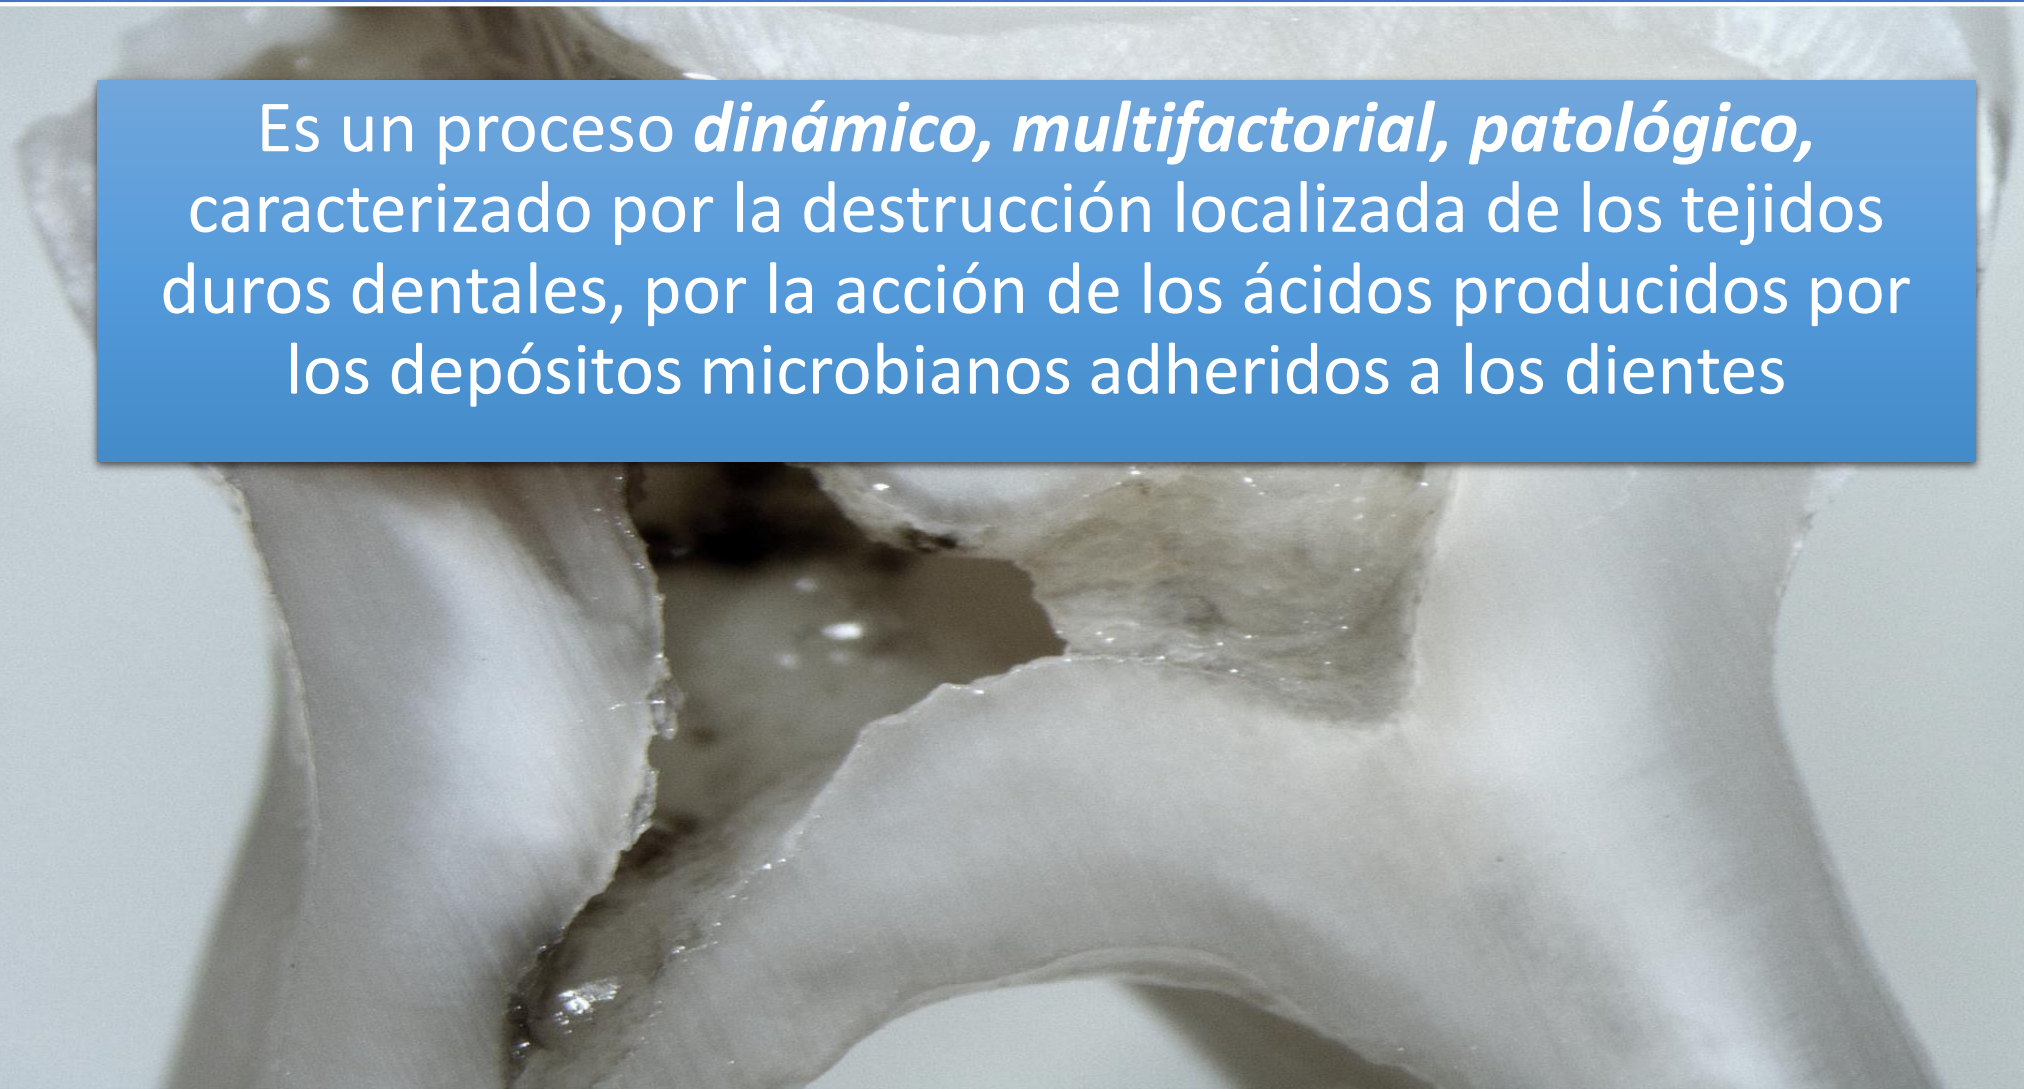 Es un proceso dinámico, multifactorial, patológico,
caracterizado por la destrucción localizada de los tejidos
duros dentales, por la acción de los ácidos producidos por
los depósitos microbianos adheridos a los dientes